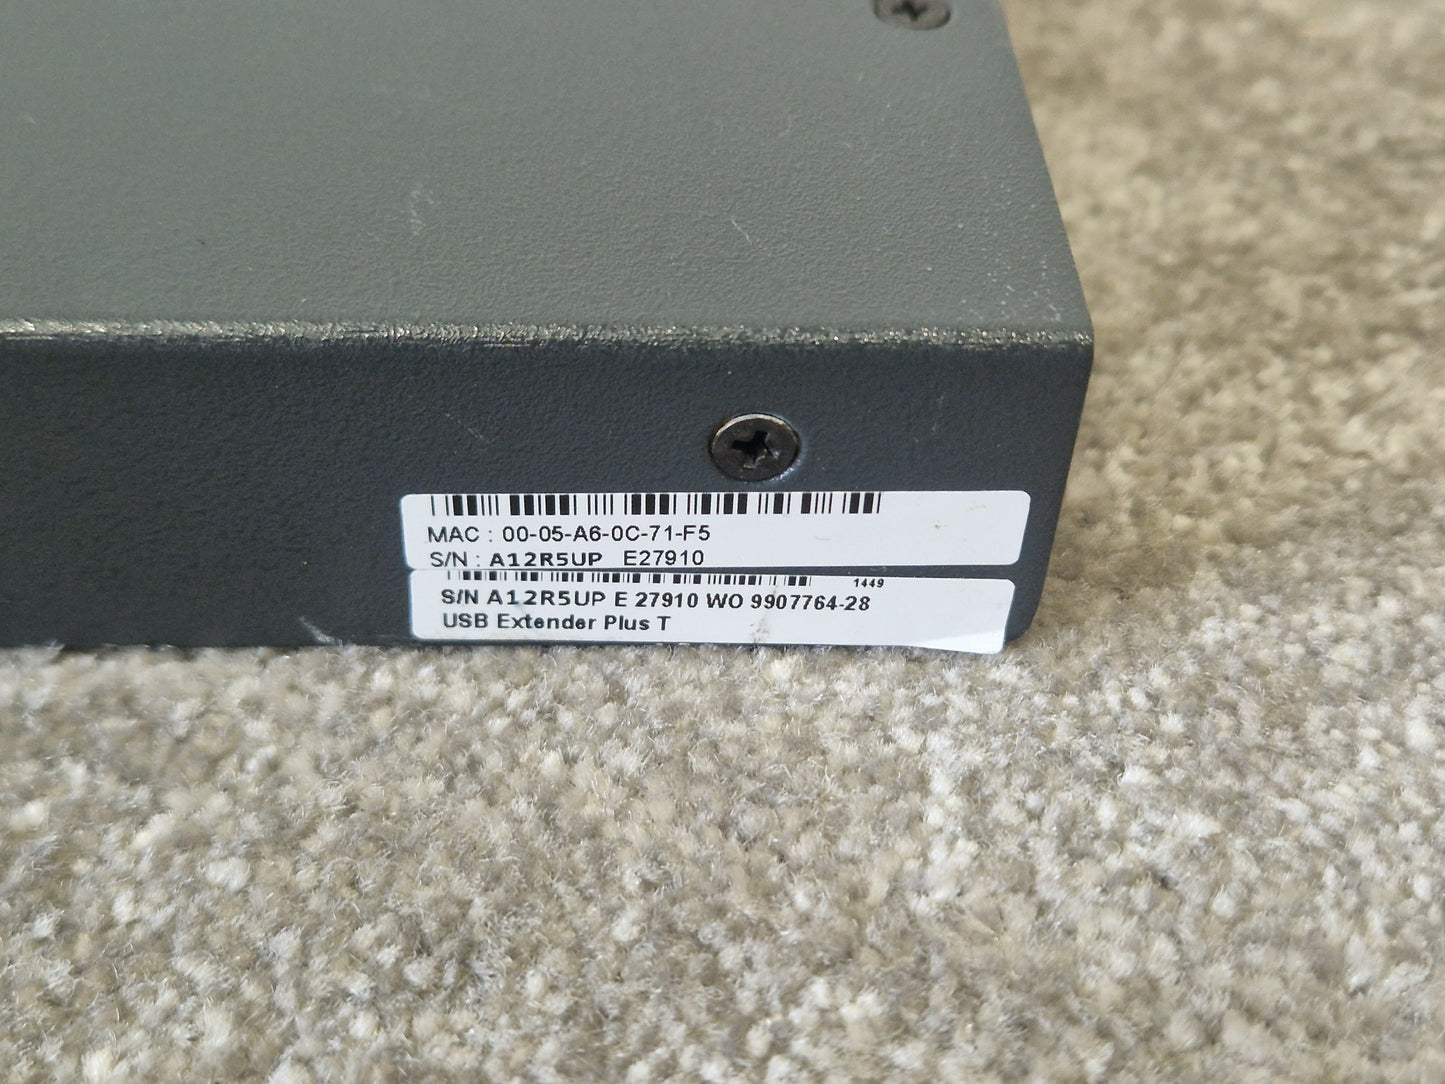 MAC : 00-05-A6-0C-71-F5
S/N : A12R5UP E27910
1449
S/N A12R5UP E 27910 WO 9907764-28
USB Extender Plus T